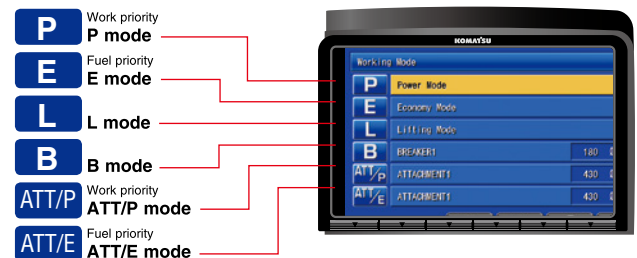 P
Work priority
P mode
E
Fuel priority
E mode
L
L mode
B
B mode
ATT/P
Work priority
ATT/P mode
ATT/E
Fuel priority
ATT/E mode
KOMATSU
Working Mode
P Power Mode
E Economy Mode
L Lifting Mode
B BREAKER1 180
ATT/P ATTACHMENT1 430
ATT/E ATTACHMENT1 430